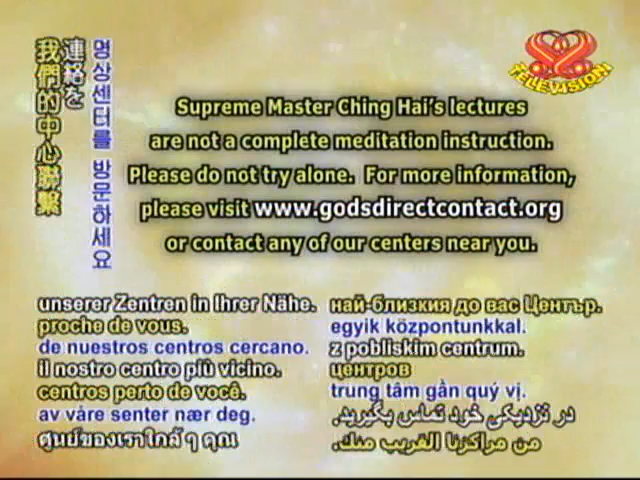 我們的中心聯繫
連絡を
명상센터를 방문하세요
TELEVISION
Supreme Master Ching Hai's lectures
are not a complete meditation instruction.
Please do not try alone. For more information,
please visit www.godsdirectcontact.org
or contact any of our centers near you.
unserer Zentren in Ihrer Nähe.
proche de vous.
de nuestros centros cercano.
il nostro centro più vicino.
centros perto de você.
av våre senter nær deg.
ศูนย์ของเราใกล้ ๆ คุณ
най-близкия до вас Център.
egyik központunkkal.
z pobliskim centrum.
центров
trung tâm gần quý vị.
در نزدیکی خود تماس بگیرید.
من مراكزنا القريب منك.